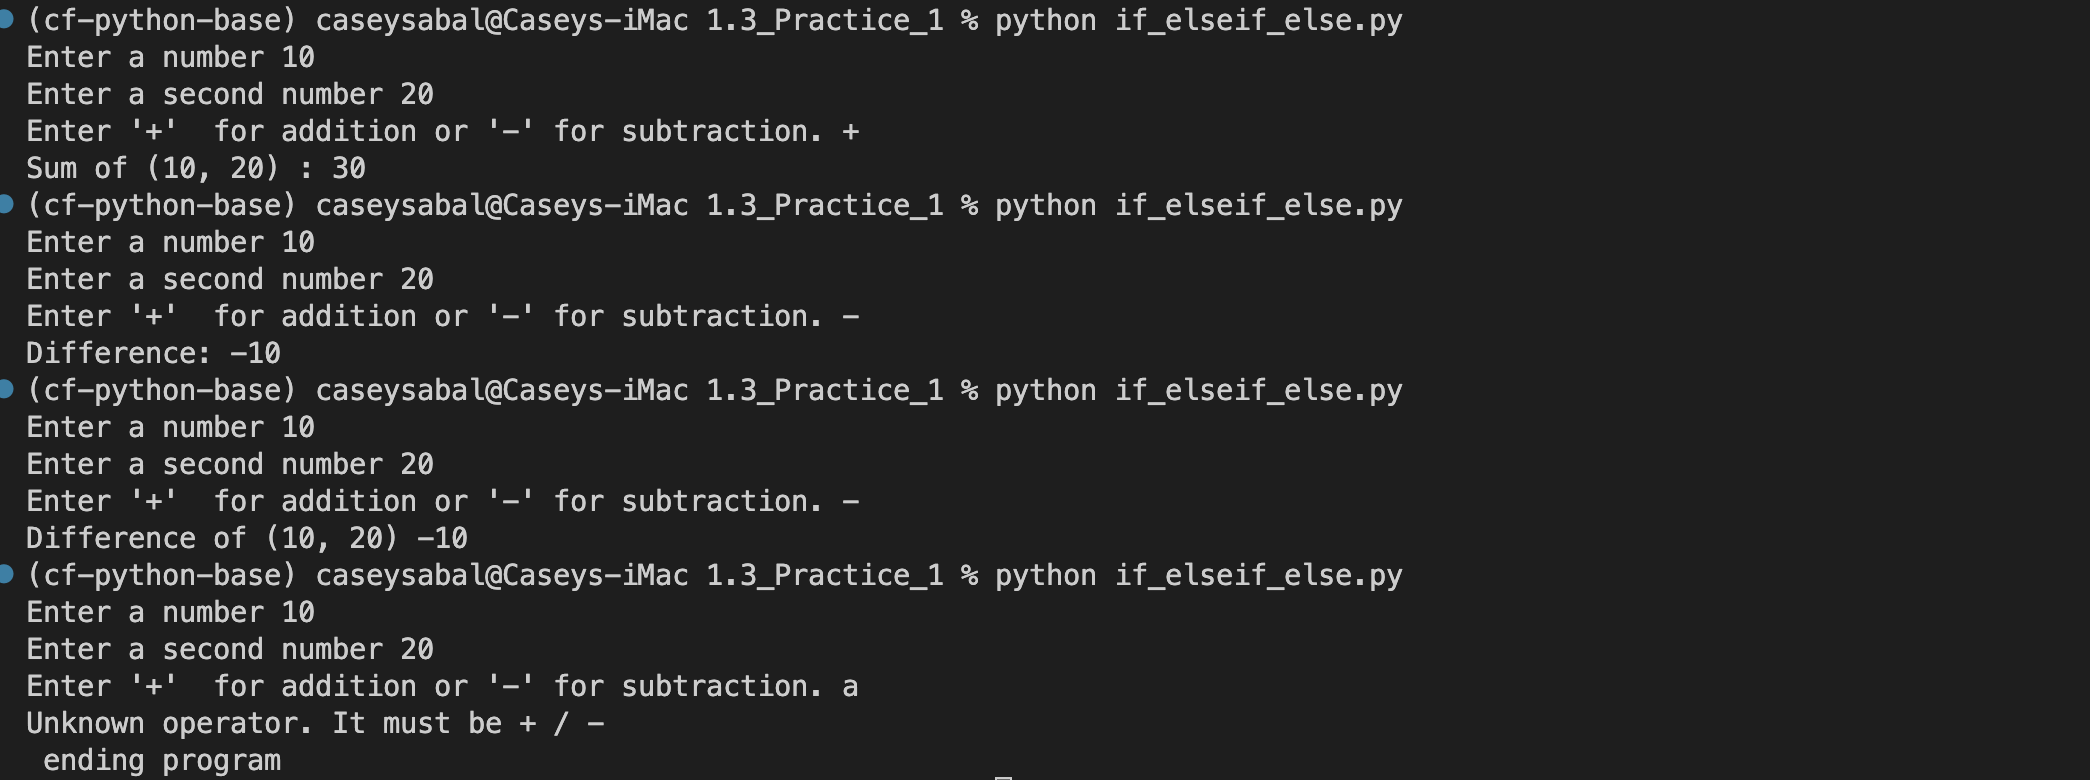 (cf-python-base) caseysabal@Caseys-iMac 1.3_Practice_1 % python if_elseif_else.py
Enter a number 10
Enter a second number 20
Enter '+'  for addition or '-' for subtraction. +
Sum of (10, 20) : 30
(cf-python-base) caseysabal@Caseys-iMac 1.3_Practice_1 % python if_elseif_else.py
Enter a number 10
Enter a second number 20
Enter '+'  for addition or '-' for subtraction. -
Difference: -10
(cf-python-base) caseysabal@Caseys-iMac 1.3_Practice_1 % python if_elseif_else.py
Enter a number 10
Enter a second number 20
Enter '+'  for addition or '-' for subtraction. -
Difference of (10, 20) -10
(cf-python-base) caseysabal@Caseys-iMac 1.3_Practice_1 % python if_elseif_else.py
Enter a number 10
Enter a second number 20
Enter '+'  for addition or '-' for subtraction. a
Unknown operator. It must be + / -
 ending program